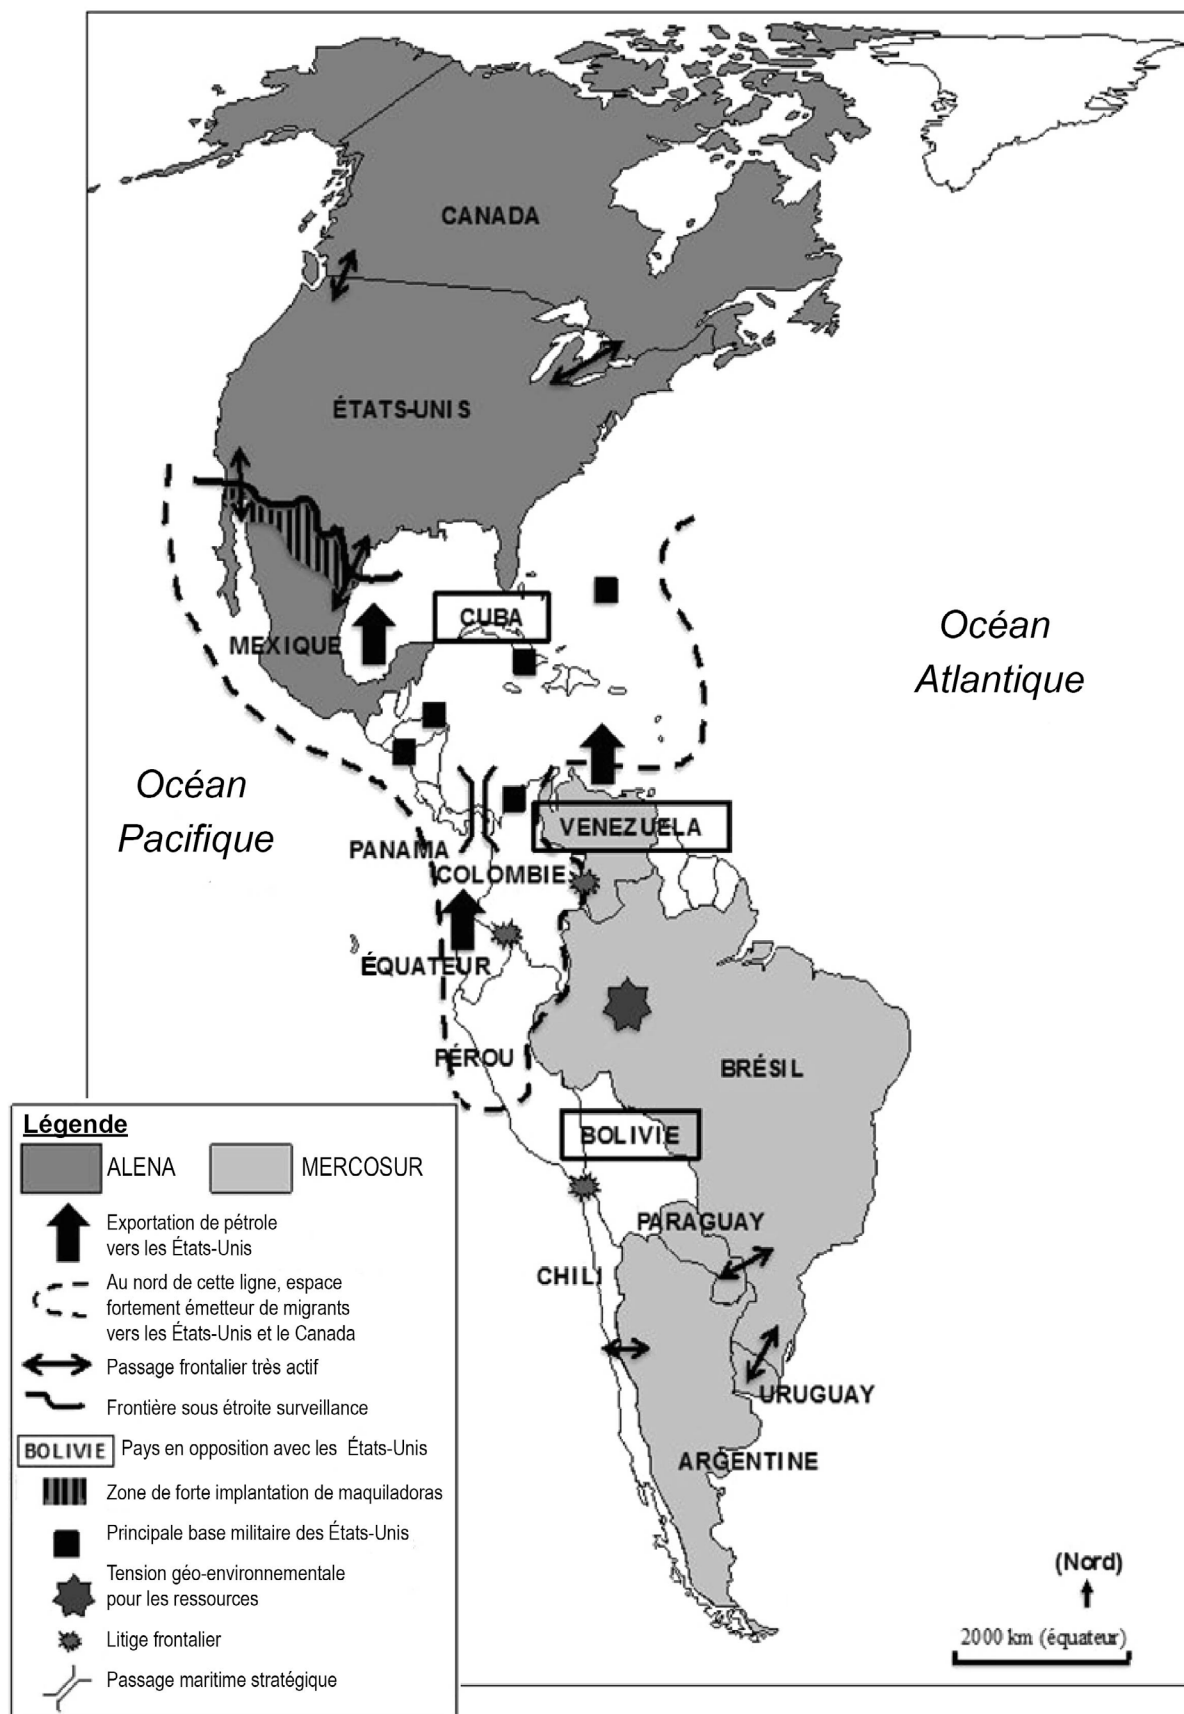 CANADA
ÉTATS-UNIS
CUBA
MEXIQUE
Océan
Atlantique
Océan
Pacifique
PANAMA
VENEZUELA
COLOMBIE
ÉQUATEUR
PÉROU
BRÉSIL
BOLIVIE
PARAGUAY
CHILI
URUGUAY
ARGENTINE
(Nord)
2000 km (équateur)
Légende
ALENA
MERCOSUR
Exportation de pétrole
vers les États-Unis
Au nord de cette ligne, espace
fortement émetteur de migrants
vers les États-Unis et le Canada
Passage frontalier très actif
Frontière sous étroite surveillance
BOLIVIE
Pays en opposition avec les États-Unis
Zone de forte implantation de maquiladoras
Principale base militaire des États-Unis
Tension géo-environnementale
pour les ressources
Litige frontalier
Passage maritime stratégique